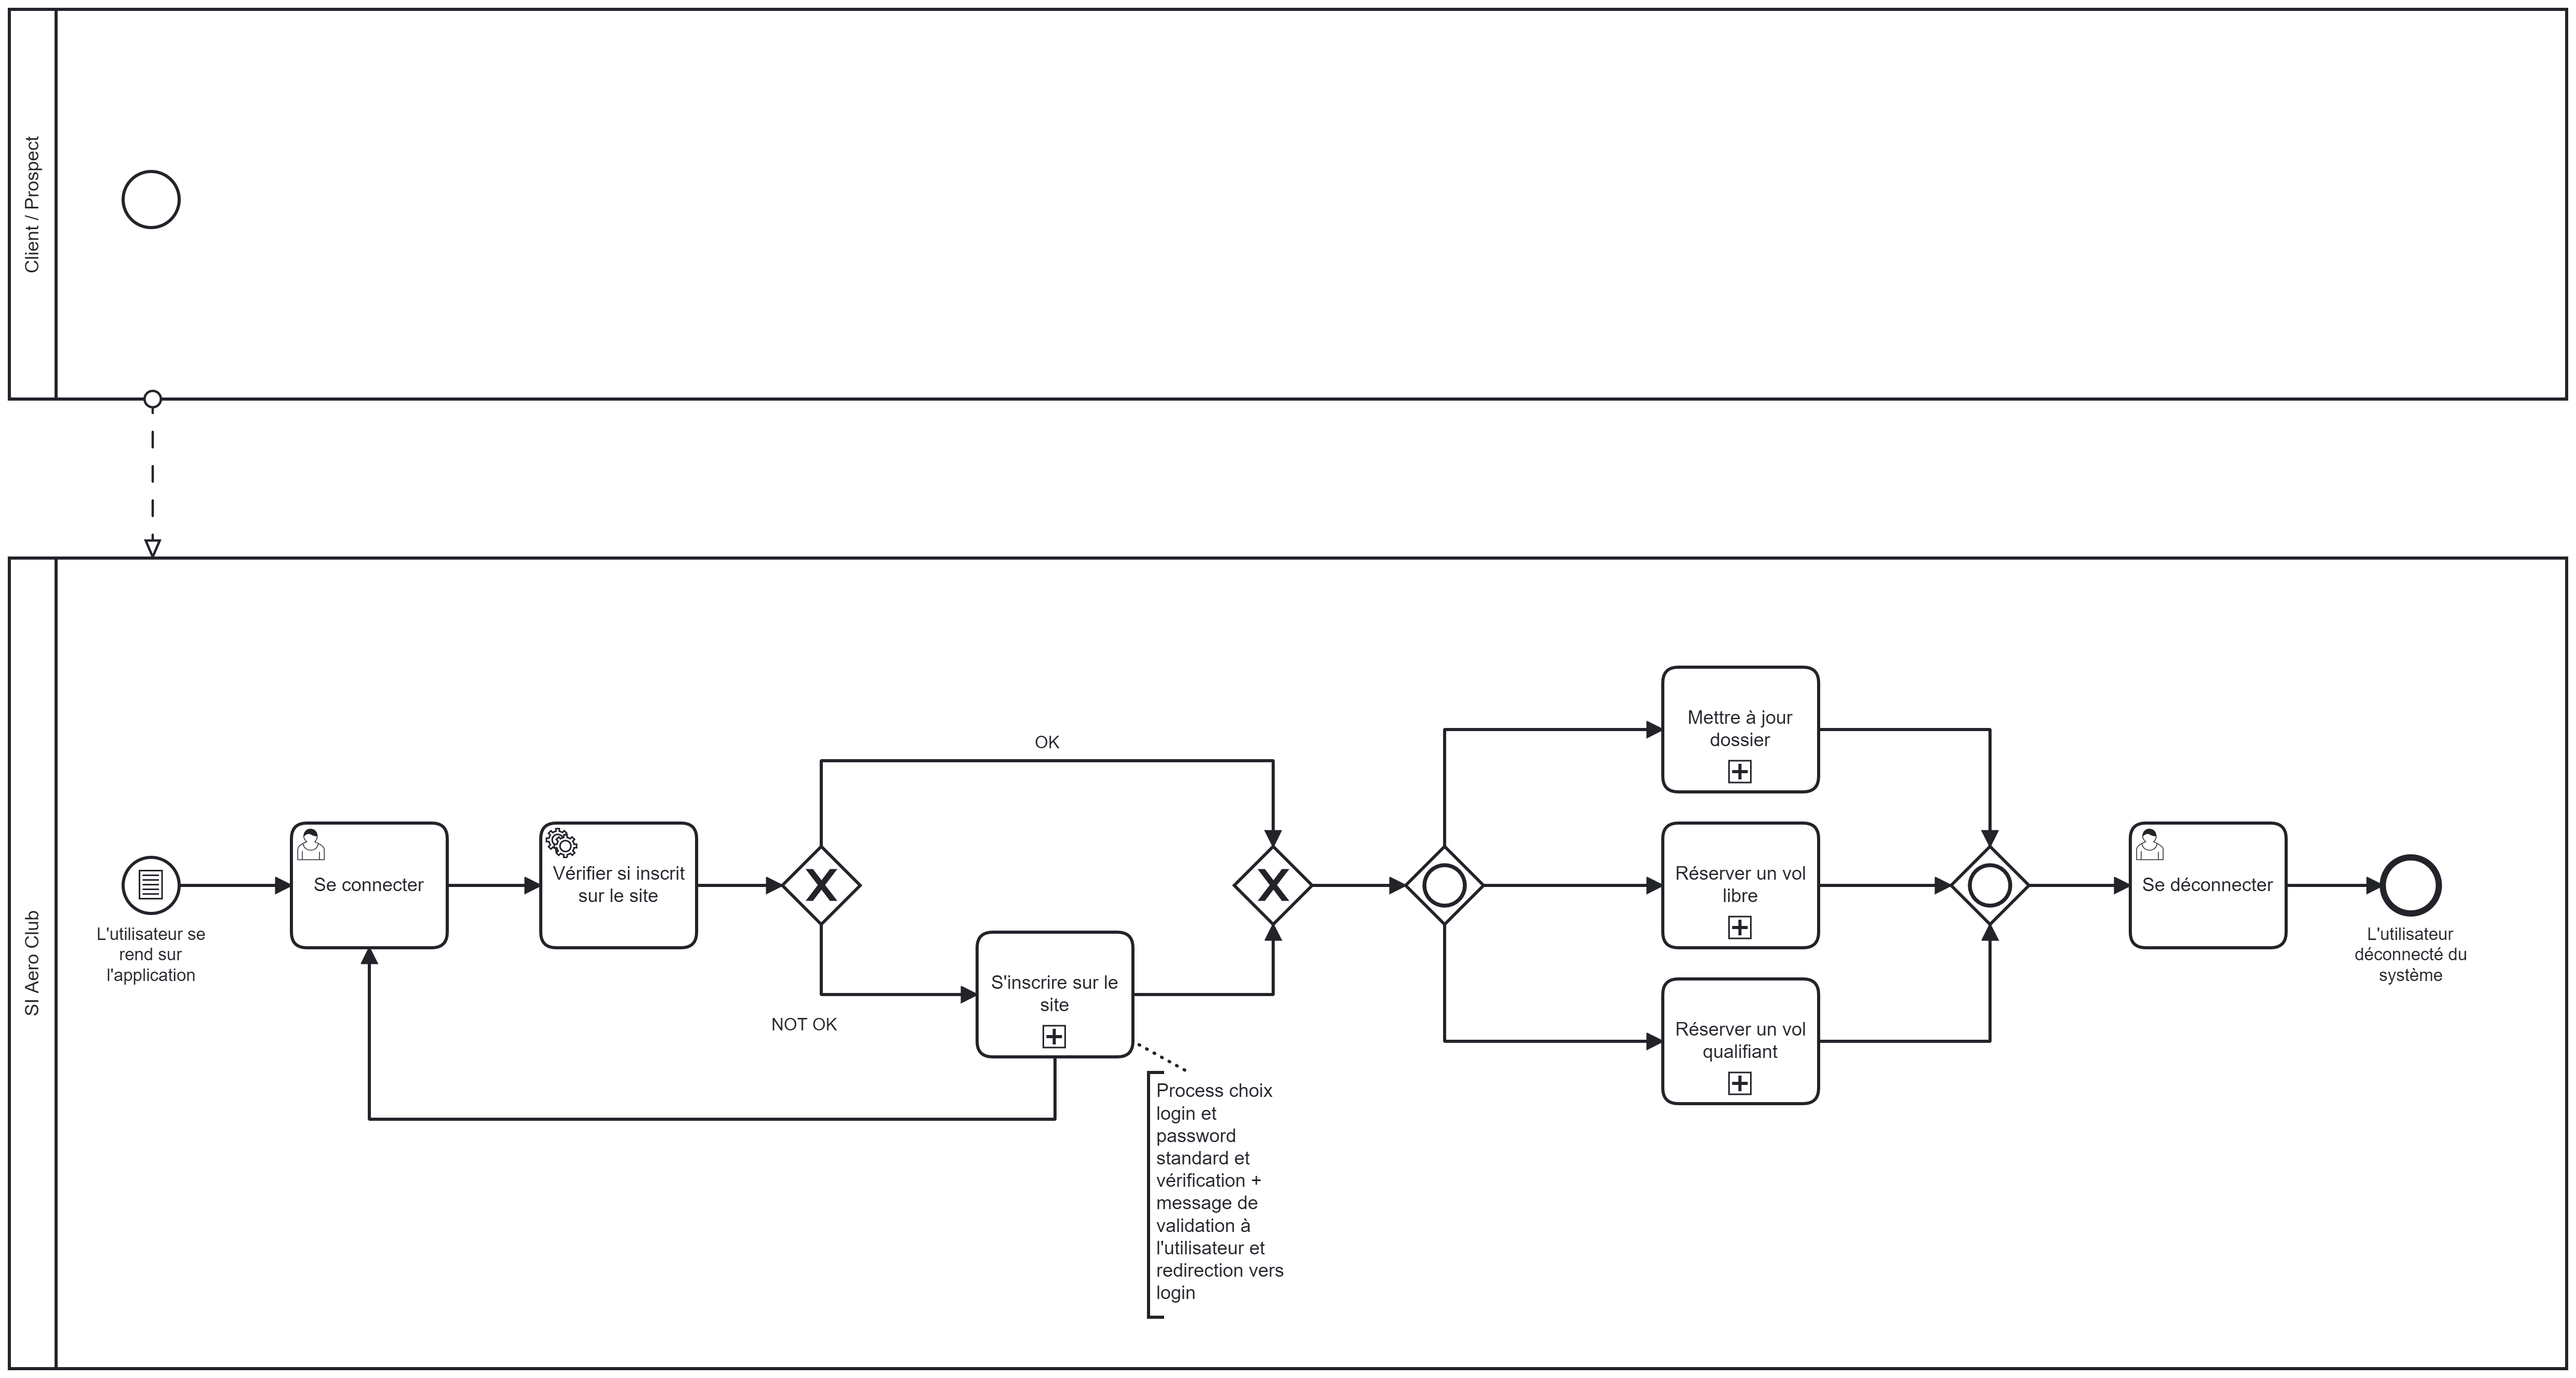 Client / Prospect
SI Aero Club
L'utilisateur se
rend sur
l'application
Se connecter
Vérifier si inscrit
sur le site
OK
NOT OK
S'inscrire sur le
site
Process choix
login et
password
standard et
vérification +
message de
validation à
l'utilisateur et
redirection vers
login
Mettre à jour
dossier
Réserver un vol
libre
Réserver un vol
qualifiant
Se déconnecter
L'utilisateur
déconnecté du
système